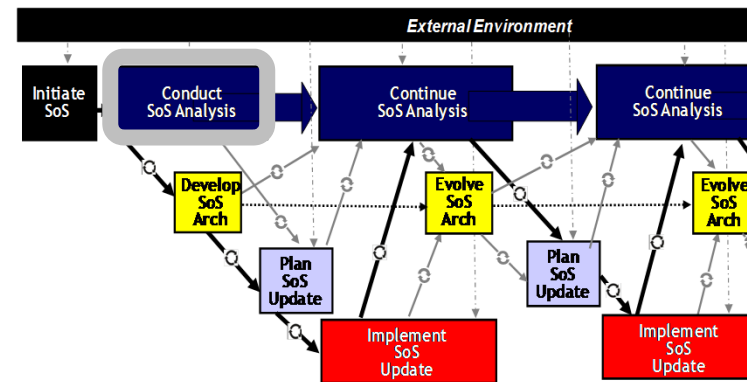 External Environment
Initiate
SoS
Conduct
SoS Analysis
Continue
SoS Analysis
Continue
SoS Analysis
Develop
SoS
Arch
Evolve
SoS
Arch
Evolve
SoS
Arch
Plan
SoS
Update
Plan
SoS
Update
Implement
SoS
Update
Implement
SoS
Update